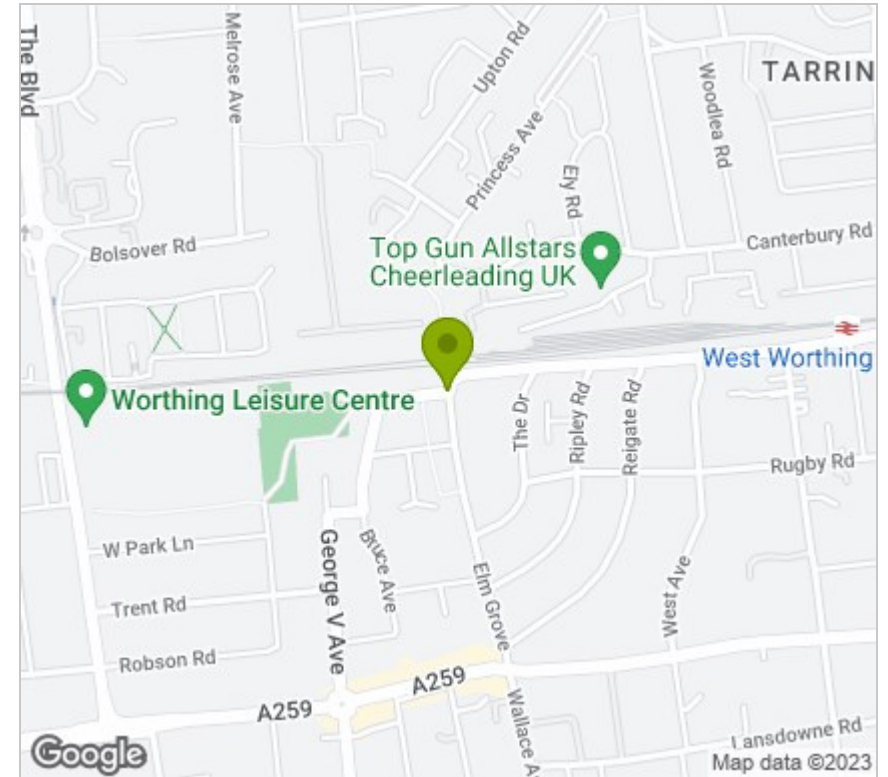 The Blvd
Melrose Ave
Upton Rd
TARRIN
Woodlea Rd
Princess Ave
Ely Rd
Bolsover Rd
Canterbury Rd
Top Gun Allstars
Cheerleading UK
West Worthing
Worthing Leisure Centre
The Dr
Ripley Rd
Reigate Rd
Rugby Rd
W Park Ln
George V Ave
Bruce Ave
Elm Grove
West Ave
Trent Rd
Robson Rd
A259
A259
Wallace A
Lansdowne Rd
Google
Map data ©2023